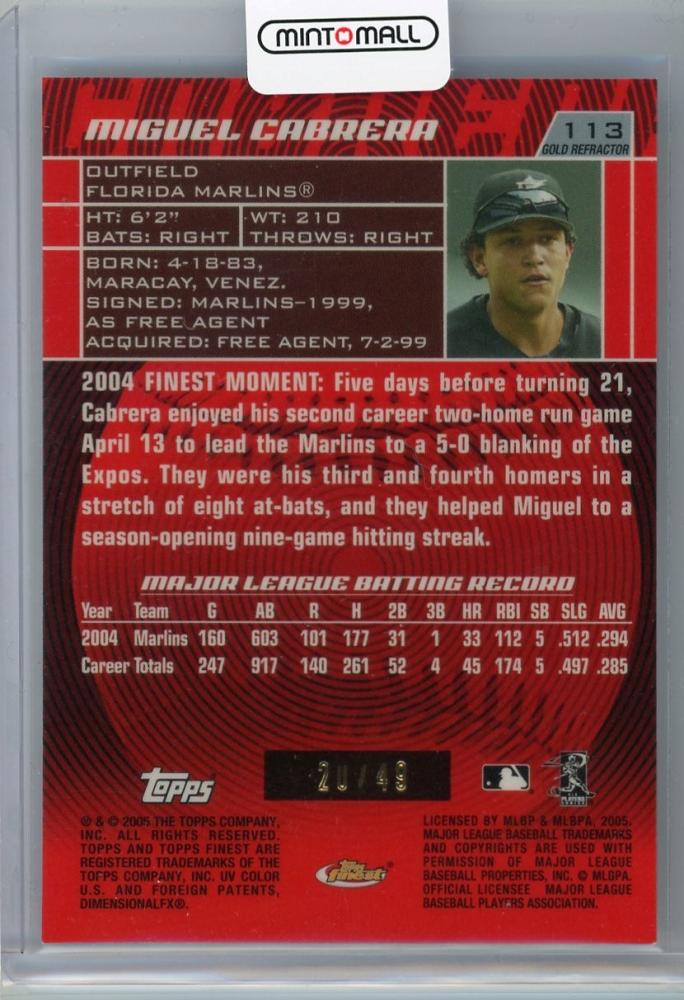 MINTOMALL
MIGUEL CABRERA
113
GOLD REFRACTOR
OUTFIELD
FLORIDA MARLINS®
HT: 6'2" WT: 210
BATS: RIGHT THROWS: RIGHT
BORN: 4-18-83,
MARACAY, VENEZ.
SIGNED: MARLINS-1999,
AS FREE AGENT
ACQUIRED: FREE AGENT, 7-2-99
2004 FINEST MOMENT: Five days before turning 21,
Cabrera enjoyed his second career two-home run game
April 13 to lead the Marlins to a 5-0 blanking of the
Expos. They were his third and fourth homers in a
stretch of eight at-bats, and they helped Miguel to a
season-opening nine-game hitting streak.
MAJOR LEAGUE BATTING RECORD
Year Team G AB R H 2B 3B HR RBI SB SLG AVG
2004 Marlins 160 603 101 177 31 1 33 112 5 .512 .294
Career Totals 247 917 140 261 52 4 45 174 5 .497 .285
20/49
Topps
® & © 2005 THE TOPPS COMPANY,
INC. ALL RIGHTS RESERVED.
TOPPS AND TOPPS FINEST ARE
REGISTERED TRADEMARKS OF THE
TOPPS COMPANY, INC. UV COLOR
U.S. AND FOREIGN PATENTS,
DIMENSIONALFX®.
Topps
finest®
LICENSED BY MLBP & MLBPA, 2005.
MAJOR LEAGUE BASEBALL TRADEMARKS
AND COPYRIGHTS ARE USED WITH
PERMISSION OF MAJOR LEAGUE
BASEBALL PROPERTIES, INC. © MLBPA.
OFFICIAL LICENSEE MAJOR LEAGUE
BASEBALL PLAYERS ASSOCIATION.